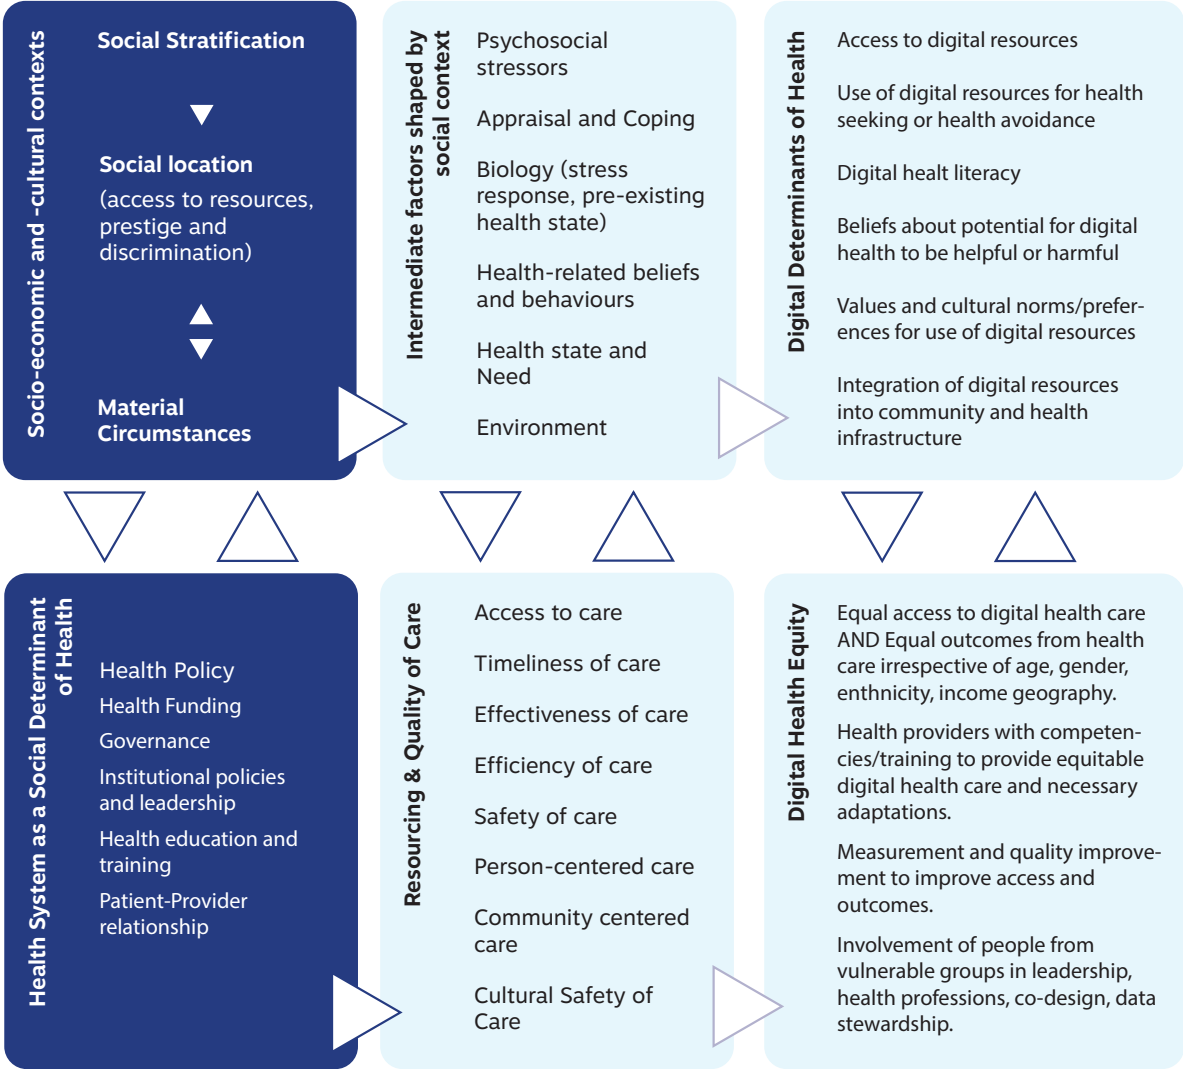 Socio-economic and -cultural contexts
Social Stratification
Social location
(access to resources,
prestige and
discrimination)
Material
Circumstances
Intermediate factors shaped by
social context
Psychosocial
stressors
Appraisal and Coping
Biology (stress
response, pre-existing
health state)
Health-related beliefs
and behaviours
Health state and
Need
Environment
Digital Determinants of Health
Access to digital resources
Use of digital resources for health
seeking or health avoidance
Digital healt literacy
Beliefs about potential for digital
health to be helpful or harmful
Values and cultural norms/prefer-
ences for use of digital resources
Integration of digital resources
into community and health
infrastructure
Health System as a Social Determinant
of Health
Health Policy
Health Funding
Governance
Institutional policies
and leadership
Health education and
training
Patient-Provider
relationship
Resourcing & Quality of Care
Access to care
Timeliness of care
Effectiveness of care
Efficiency of care
Safety of care
Person-centered care
Community centered
care
Cultural Safety of
Care
Digital Health Equity
Equal access to digital health care
AND Equal outcomes from health
care irrespective of age, gender,
enthnicity, income geography.
Health providers with competen-
cies/training to provide equitable
digital health care and necessary
adaptations.
Measurement and quality improve-
ment to improve access and
outcomes.
Involvement of people from
vulnerable groups in leadership,
health professions, co-design, data
stewardship.